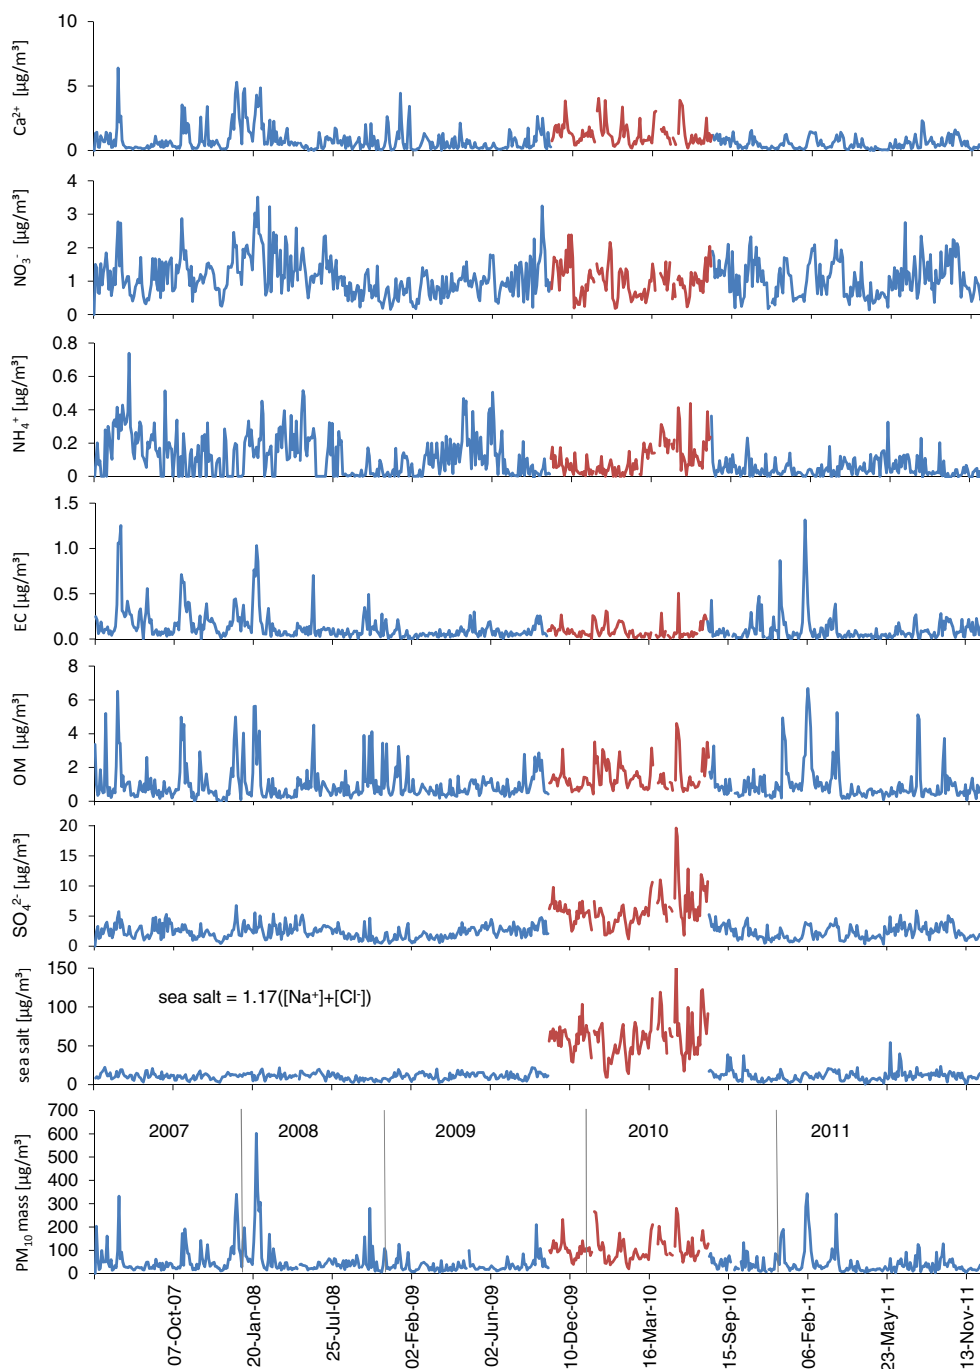 10
5
0
Ca²⁺ [µg/m³]
4
3
2
1
0
NO₃⁻ [µg/m³]
0.8
0.6
0.4
0.2
0
NH₄⁺ [µg/m³]
1.5
1.0
0.5
0.0
EC [µg/m³]
8
6
4
2
0
OM [µg/m³]
20
15
10
5
0
SO₄²⁻ [µg/m³]
150
100
50
0
sea salt [µg/m³]
sea salt = 1.17([Na⁺]+[Cl⁻])
700
600
500
400
300
200
100
0
PM₁₀ mass [µg/m³]
2007 2008 2009 2010 2011
07-Oct-07
20-Jan-08
25-Jul-08
02-Feb-09
02-Jun-09
10-Dec-09
16-Mar-10
15-Sep-10
06-Feb-11
23-May-11
13-Nov-11